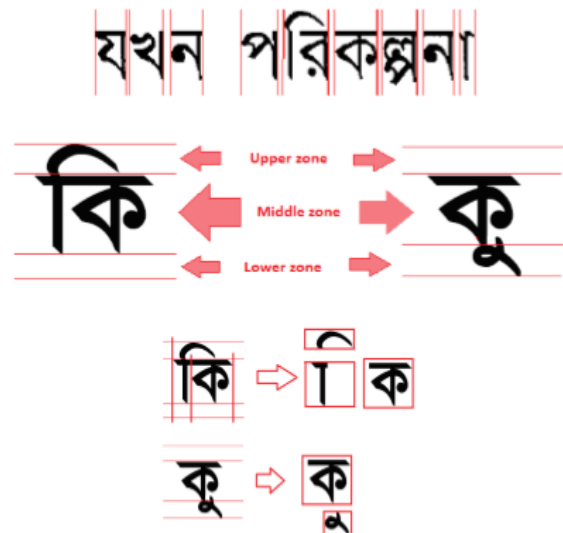 যখন পরিকল্পনা
কি Upper zone কু
Middle zone
Lower zone
কি ি ক
কু ক ু